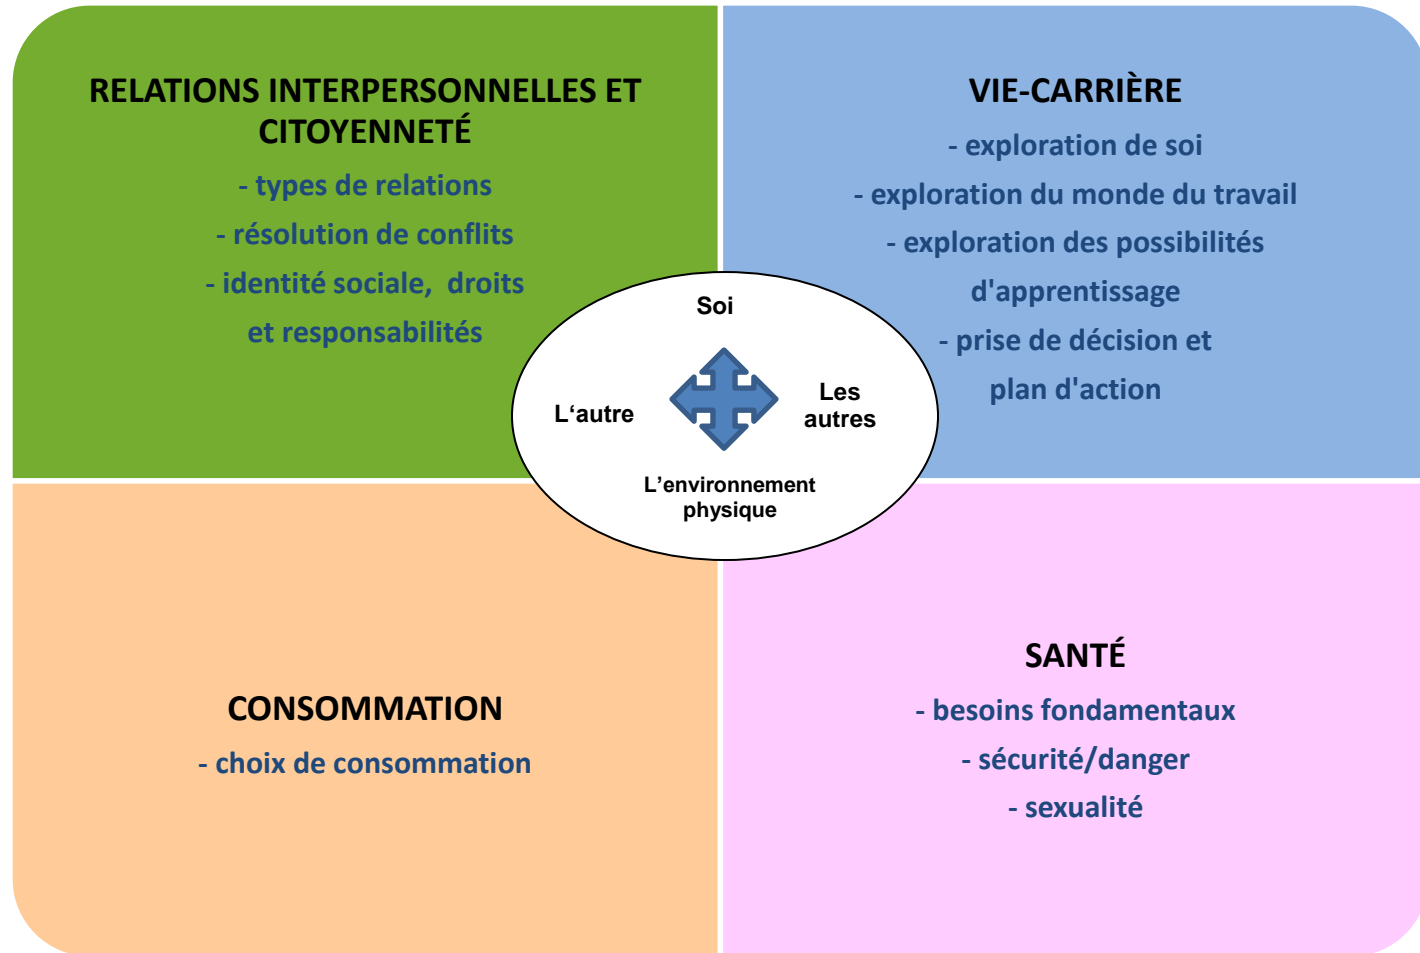 RELATIONS INTERPERSONNELLES ET
CITOYENNETÉ
- types de relations
- résolution de conflits
- identité sociale,  droits
et responsabilités
VIE-CARRIÈRE
- exploration de soi
- exploration du monde du travail
- exploration des possibilités
d'apprentissage
- prise de décision et
plan d'action
Soi
L‘autre
Les
autres
L’environnement
physique
CONSOMMATION
- choix de consommation
SANTÉ
- besoins fondamentaux
- sécurité/danger
- sexualité